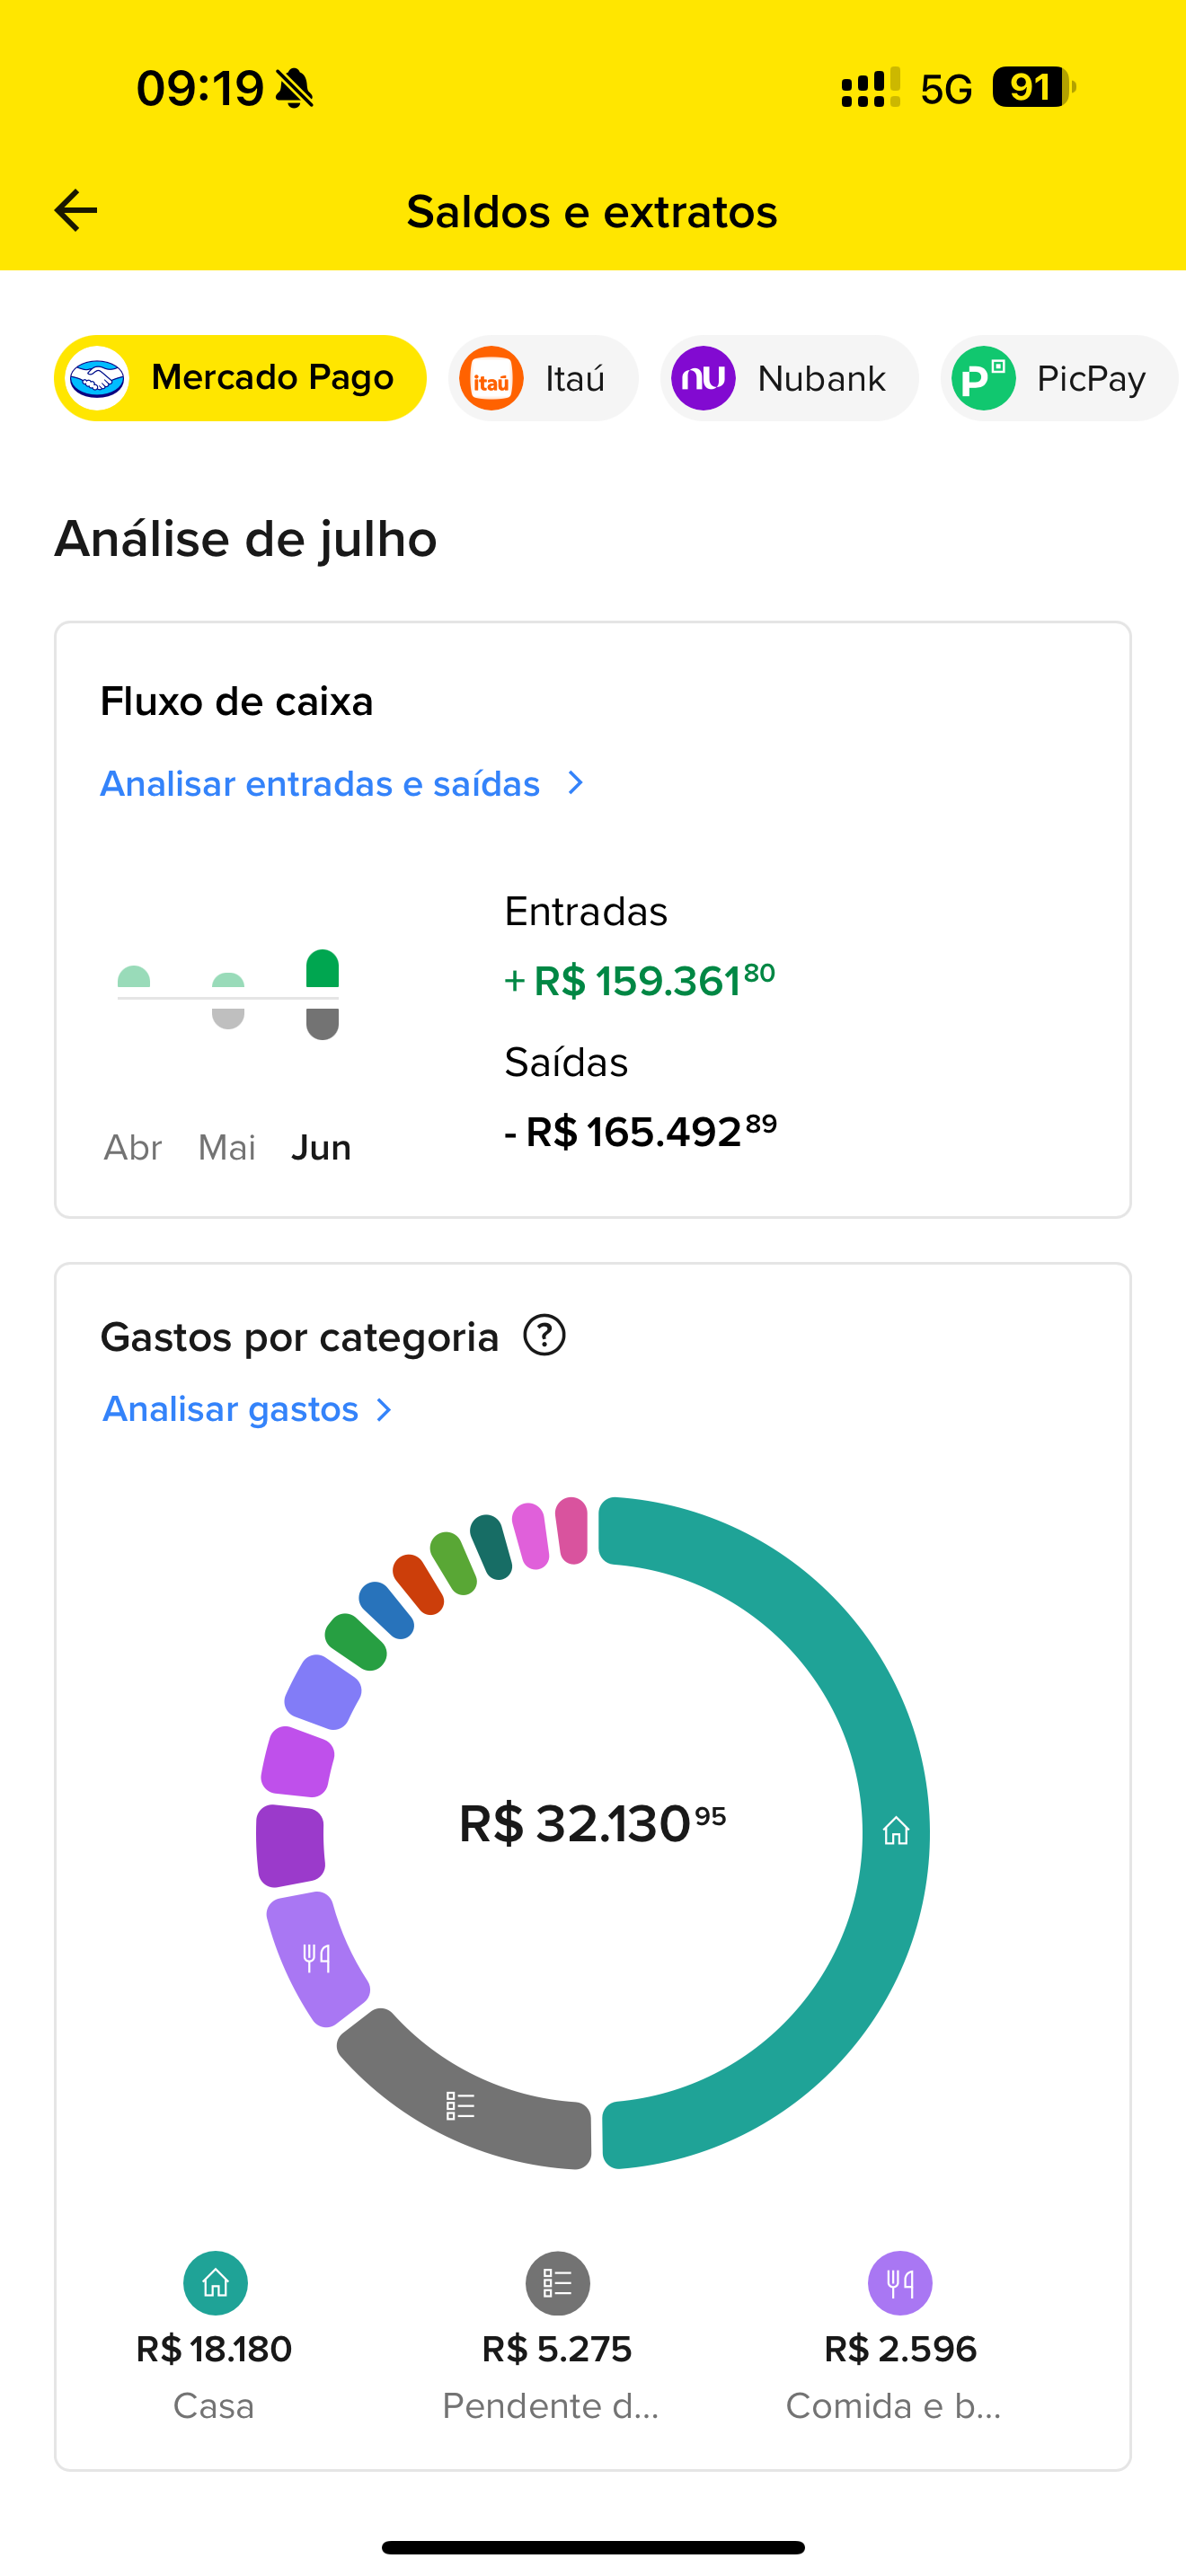 09:19 5G 91
Saldos e extratos
Mercado Pago itaú Itaú nu Nubank P PicPay
Análise de julho
Fluxo de caixa
Analisar entradas e saídas
Entradas
+ R$ 159.361 80
Saídas
- R$ 165.492 89
Abr Mai Jun
Gastos por categoria ?
Analisar gastos
R$ 32.130 95
R$ 18.180 R$ 5.275 R$ 2.596
Casa Pendente d... Comida e b...